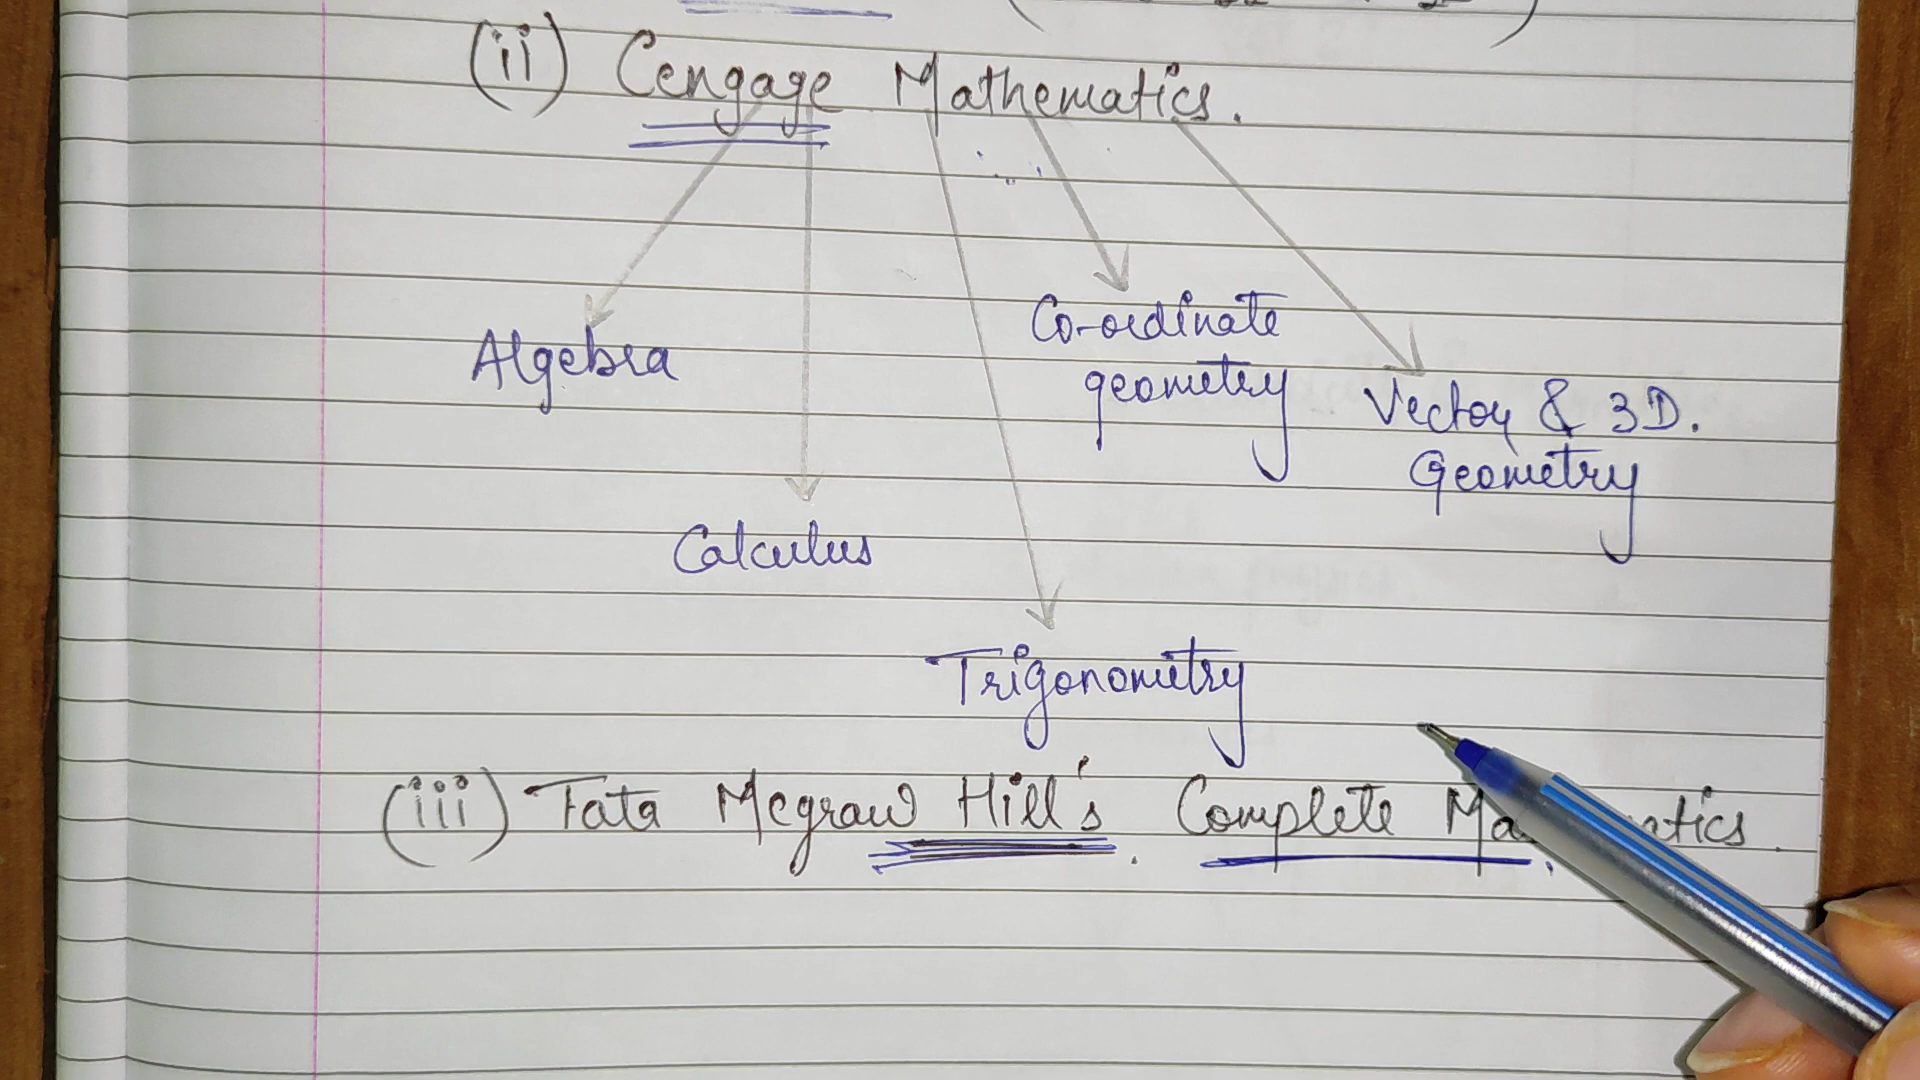 (ii) Cengage Mathematics.
Algebra
Calculus
Trigonometry
Co-ordinate
geometry
Vector & 3D.
Geometry
(iii) Tata Mcgraw Hill's. Complete